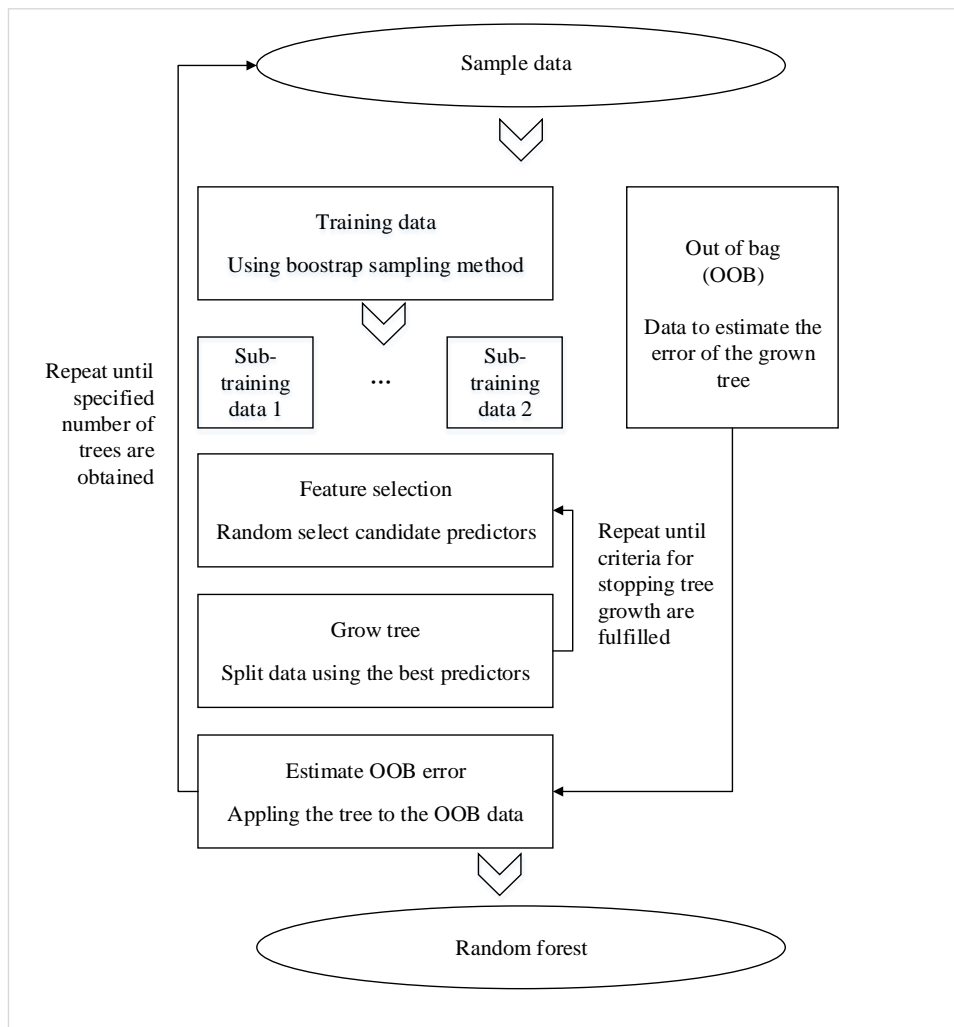 Sample data
Training data
Using boostrap sampling method
Out of bag
(OOB)
Data to estimate the
error of the grown
tree
Sub-
training
data 1
...
Sub-
training
data 2
Repeat until
specified
number of
trees are
obtained
Feature selection
Random select candidate predictors
Repeat until
criteria for
stopping tree
growth are
fulfilled
Grow tree
Split data using the best predictors
Estimate OOB error
Appling the tree to the OOB data
Random forest